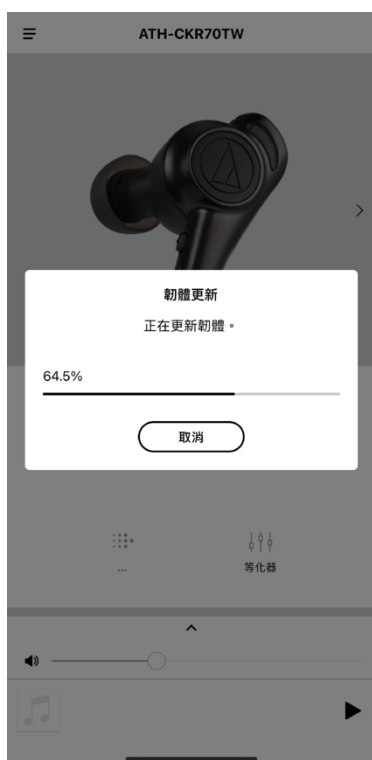 ATH-CKR70TW
韌體更新
正在更新韌體。
64.5%
取消
...
等化器